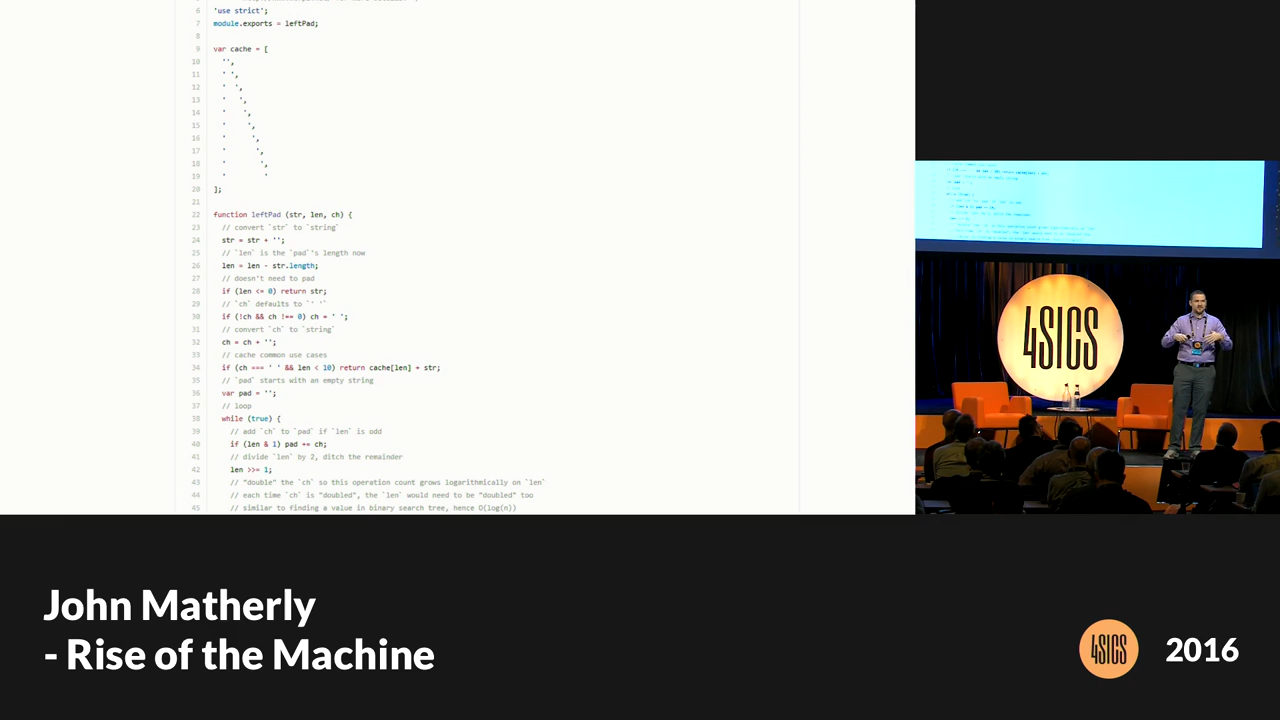 6 'use strict';
7 module.exports = leftPad;
8
9 var cache = [
10 '',
11 ' ',
12 '  ',
13 '   ',
14 '    ',
15 '     ',
16 '      ',
17 '       ',
18 '        ',
19 '         '
20 ];
21
22 function leftPad (str, len, ch) {
23 // convert `str` to `string`
24 str = str + '';
25 // `len` is the `pad`'s length now
26 len = len - str.length;
27 // doesn't need to pad
28 if (len <= 0) return str;
29 // `ch` defaults to `' '`
30 if (!ch && ch !== 0) ch = ' ';
31 // convert `ch` to `string`
32 ch = ch + '';
33 // cache common use cases
34 if (ch === ' ' && len < 10) return cache[len] + str;
35 // `pad` starts with an empty string
36 var pad = '';
37 // loop
38 while (true) {
39 // add `ch` to `pad` if `len` is odd
40 if (len & 1) pad += ch;
41 // divide `len` by 2, ditch the remainder
42 len >>= 1;
43 // "double" the `ch` so this operation count grows logarithmically on `len`
44 // each time `ch` is "doubled", the `len` would need to be "doubled" too
45 // similar to finding a value in binary search tree, hence O(log(n))
4SICS
John Matherly
- Rise of the Machine
4SICS 2016